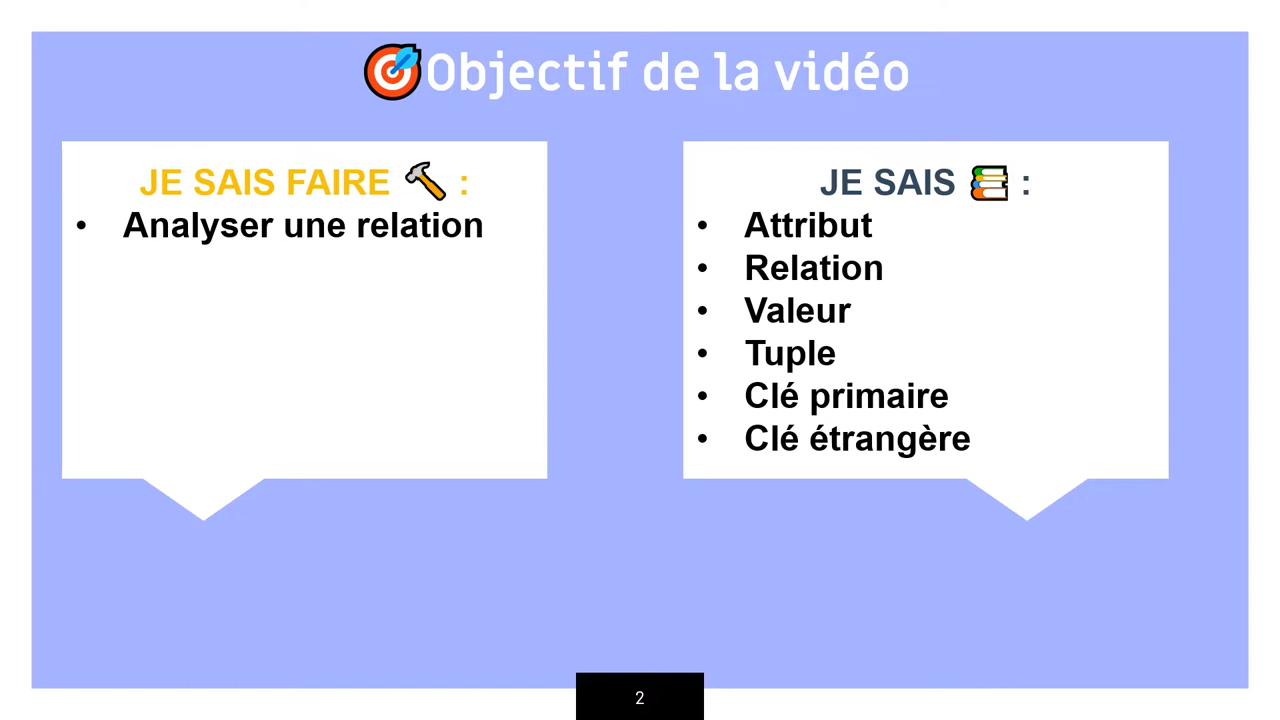 🎯Objectif de la vidéo
JE SAIS FAIRE 🔨 :
• Analyser une relation
JE SAIS 📚 :
• Attribut
• Relation
• Valeur
• Tuple
• Clé primaire
• Clé étrangère
2